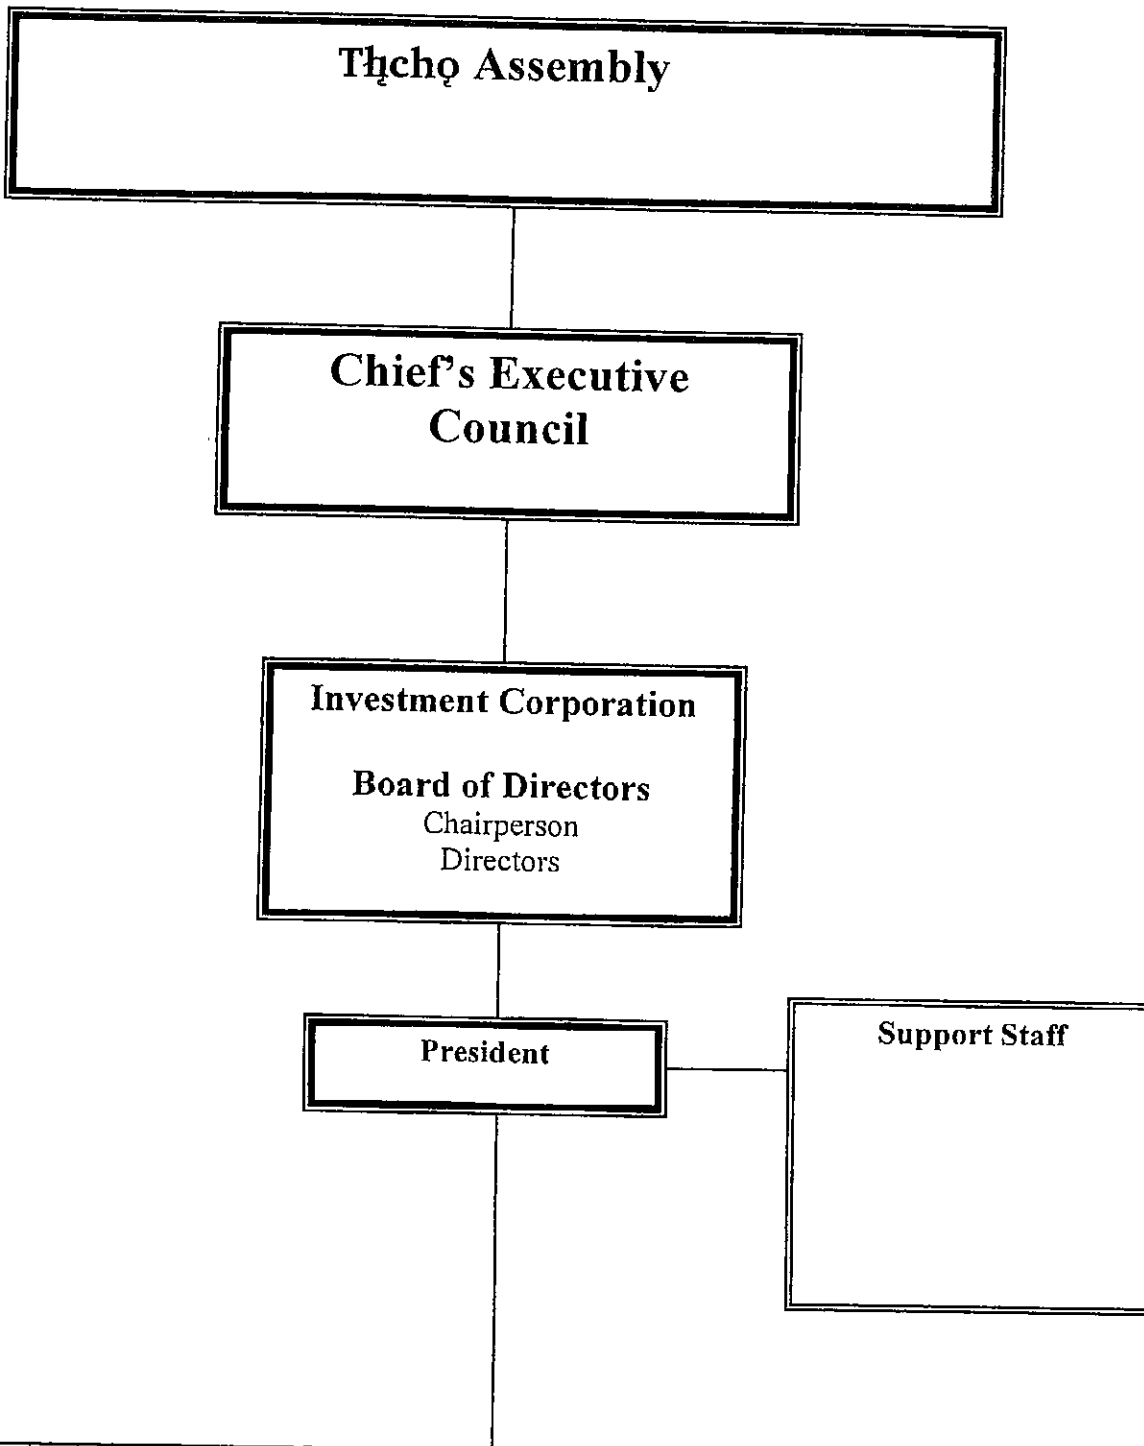 Tłı̨chǫ Assembly
Chief's Executive
Council
Investment Corporation
Board of Directors
Chairperson
Directors
President
Support Staff